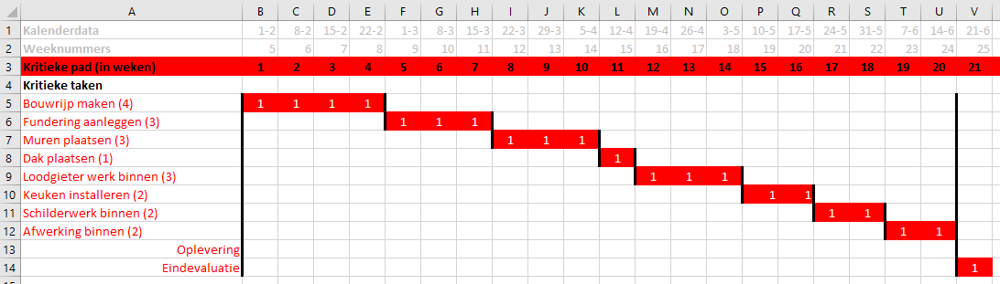 A B C D E F G H I J K L M N O P Q R S T U V
1 Kalenderdata 1-2 8-2 15-2 22-2 1-3 8-3 15-3 22-3 29-3 5-4 12-4 19-4 26-4 3-5 10-5 17-5 24-5 31-5 7-6 14-6 21-6
2 Weeknummers 5 6 7 8 9 10 11 12 13 14 15 16 17 18 19 20 21 22 23 24 25
3 Kritieke pad (in weken) 1 2 3 4 5 6 7 8 9 10 11 12 13 14 15 16 17 18 19 20 21
4 Kritieke taken
5 Bouwrijp maken (4) 1 1 1 1
6 Fundering aanleggen (3) 1 1 1
7 Muren plaatsen (3) 1 1 1
8 Dak plaatsen (1) 1
9 Loodgieter werk binnen (3) 1 1 1
10 Keuken installeren (2) 1 1
11 Schilderwerk binnen (2) 1 1
12 Afwerking binnen (2) 1 1
13 Oplevering
14 Eindevaluatie 1